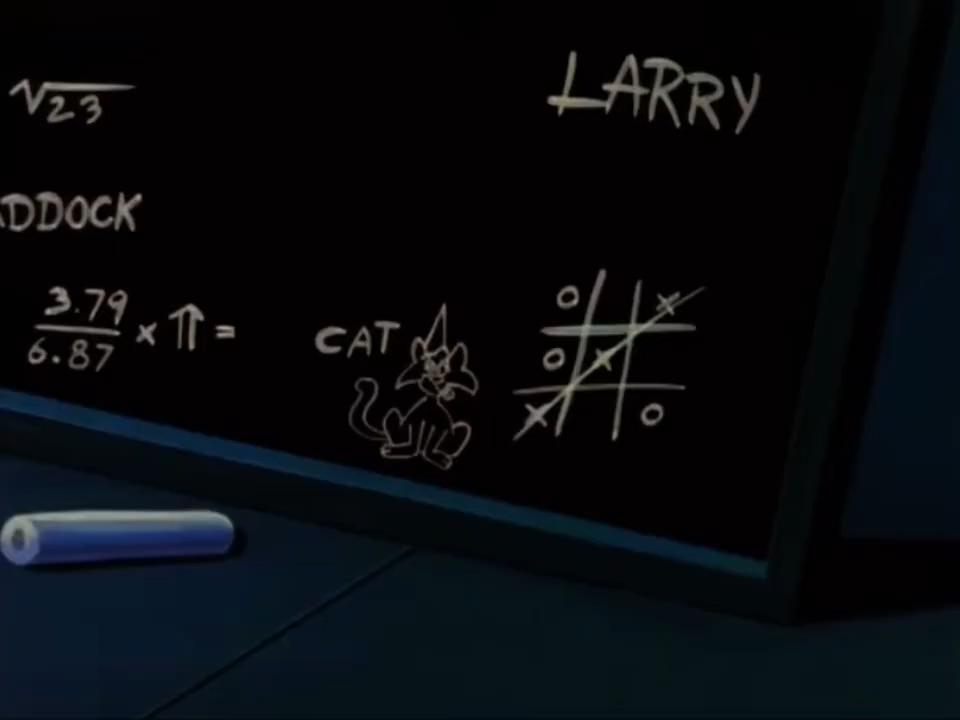 √23
LARRY
DDOCK
3.79
6.87 × π =
CAT
O X
O X
X O